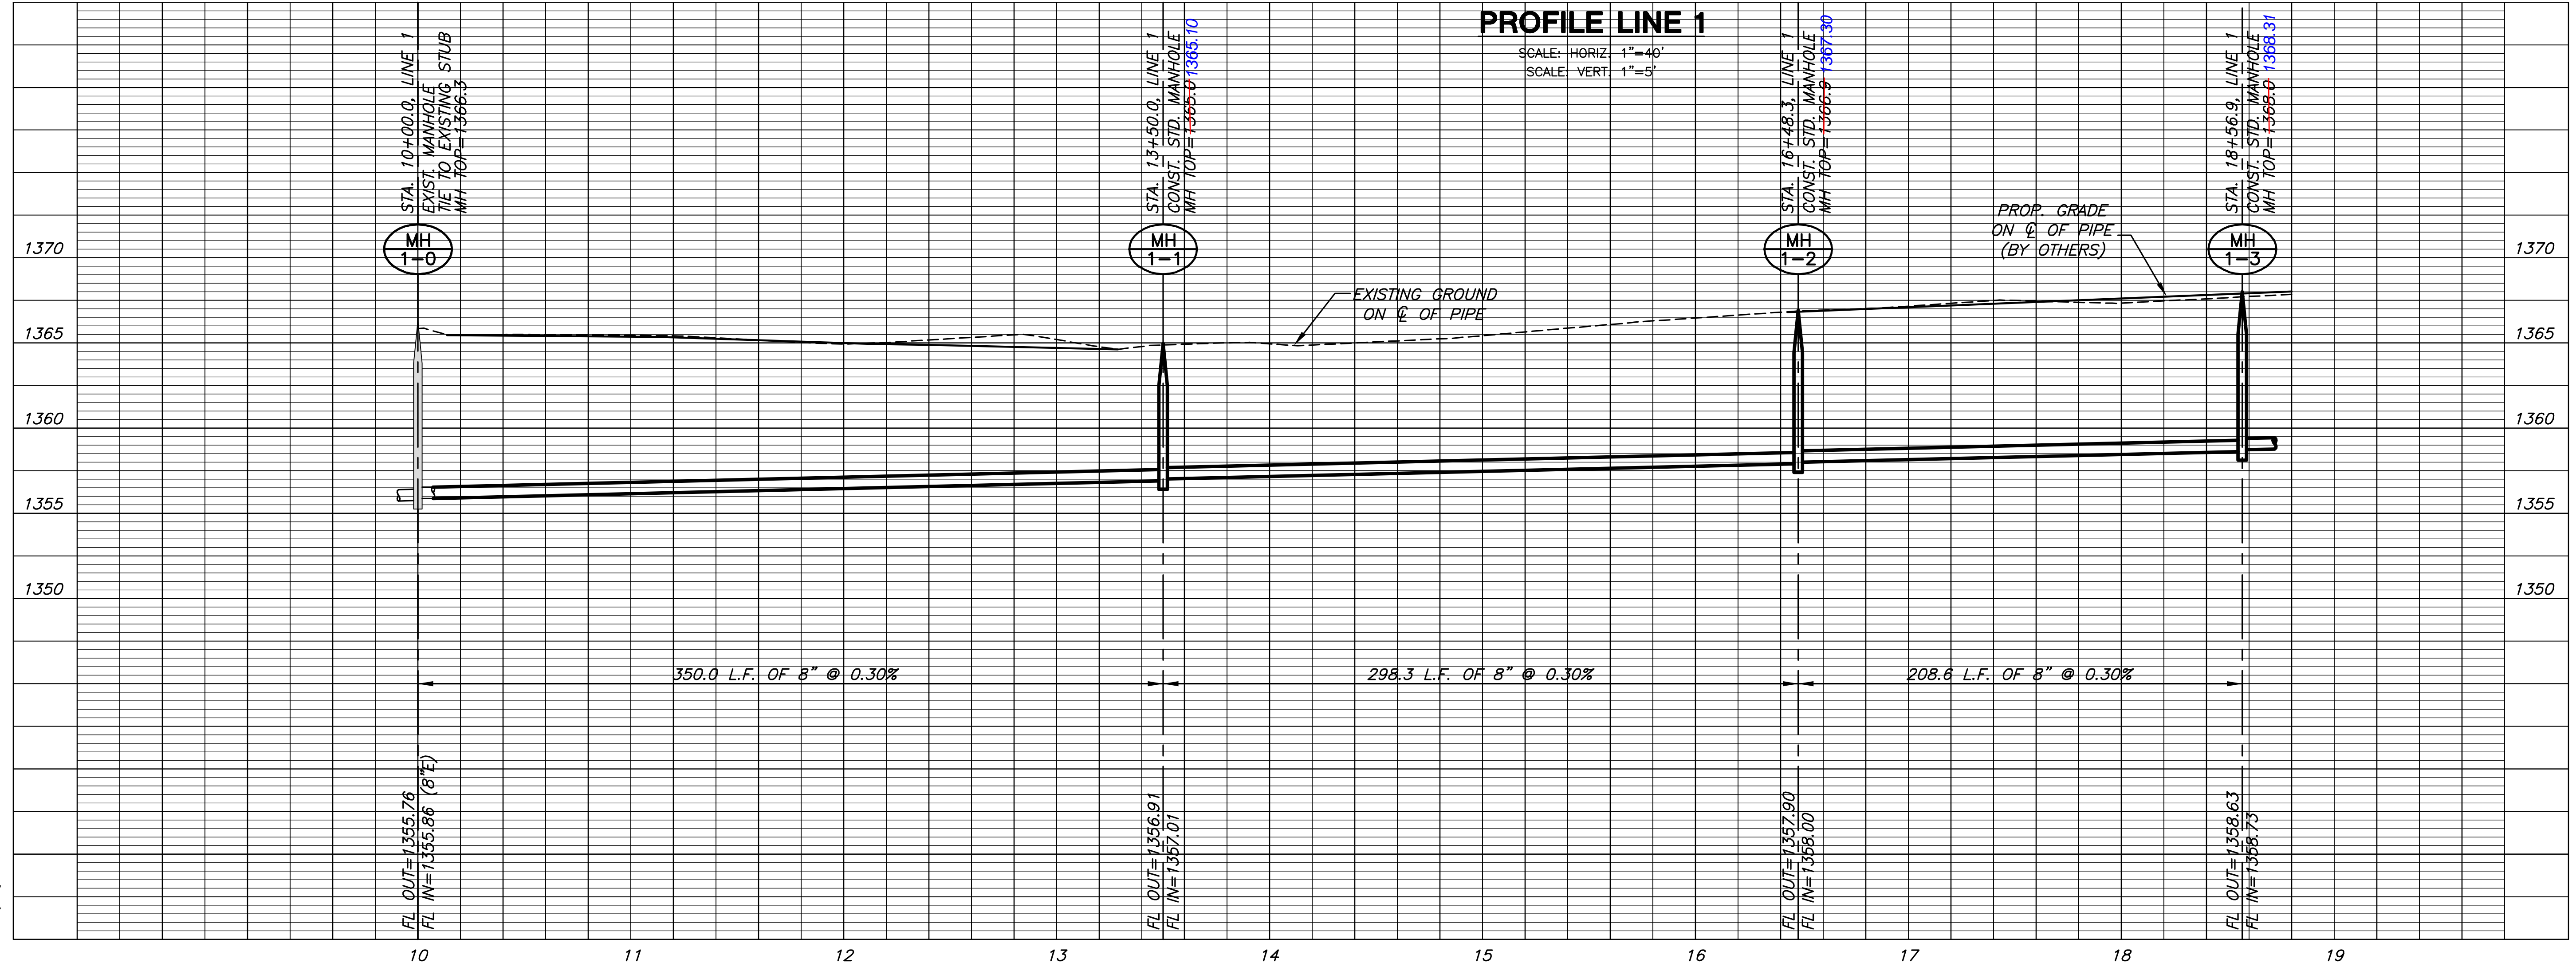 PROFILE LINE 1
SCALE: HORIZ. 1"=40'
SCALE: VERT. 1"=5'
STA. 10+00.0, LINE 1
EXIST. MANHOLE
TIE TO EXISTING STUB
MH TOP=1366.3
STA. 13+50.0, LINE 1
CONST. STD. MANHOLE
MH TOP=1365.0 1365.10
STA. 16+48.3, LINE 1
CONST. STD. MANHOLE
MH TOP=1366.9 1367.30
STA. 18+56.9, LINE 1
CONST. STD. MANHOLE
MH TOP=1368.0 1368.31
MH
1-0
MH
1-1
MH
1-2
MH
1-3
PROP. GRADE
ON ℄ OF PIPE
(BY OTHERS)
EXISTING GROUND
ON ℄ OF PIPE
1370
1365
1360
1355
1350
1370
1365
1360
1355
1350
350.0 L.F. OF 8" @ 0.30%
298.3 L.F. OF 8" @ 0.30%
208.6 L.F. OF 8" @ 0.30%
FL OUT=1355.76
FL IN=1355.86 (8"E)
FL OUT=1356.91
FL IN=1357.01
FL OUT=1357.90
FL IN=1358.00
FL OUT=1358.63
FL IN=1358.73
10 11 12 13 14 15 16 17 18 19